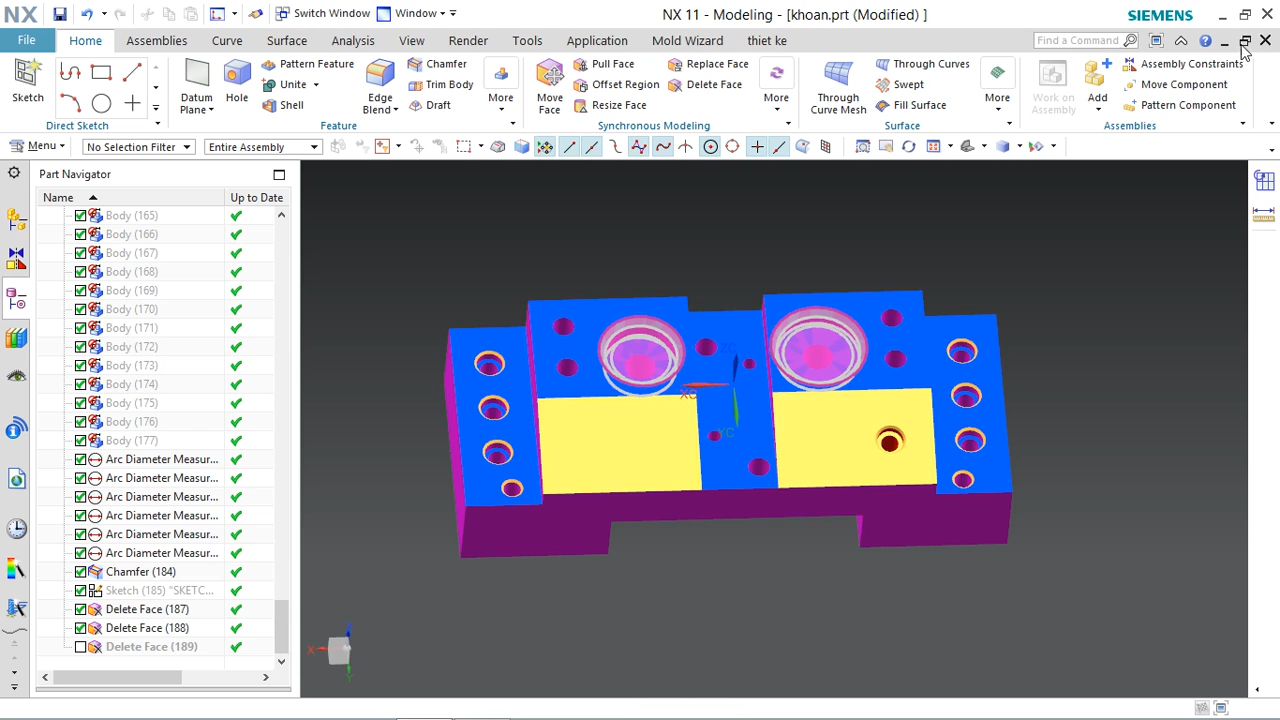 NX Switch Window Window NX 11 - Modeling - [khoan.prt (Modified) ] SIEMENS
File Home Assemblies Curve Surface Analysis View Render Tools Application Mold Wizard thiet ke Find a Command
Sketch
Direct Sketch
Datum Plane
Hole
Pattern Feature
Unite
Shell
Edge Blend
Chamfer
Trim Body
Draft
More
Feature
Move Face
Pull Face
Offset Region
Resize Face
Replace Face
Delete Face
More
Synchronous Modeling
Through Curve Mesh
Through Curves
Swept
Fill Surface
More
Surface
Work on Assembly
Add
Assembly Constraints
Move Component
Pattern Component
Assemblies
Menu No Selection Filter Entire Assembly
Part Navigator
Name Up to Date
Body (165)
Body (166)
Body (167)
Body (168)
Body (169)
Body (170)
Body (171)
Body (172)
Body (173)
Body (174)
Body (175)
Body (176)
Body (177)
Arc Diameter Measur...
Arc Diameter Measur...
Arc Diameter Measur...
Arc Diameter Measur...
Arc Diameter Measur...
Arc Diameter Measur...
Chamfer (184)
Sketch (185) "SKETC...
Delete Face (187)
Delete Face (188)
Delete Face (189)
ZC
XC
YC
Z
X
Y